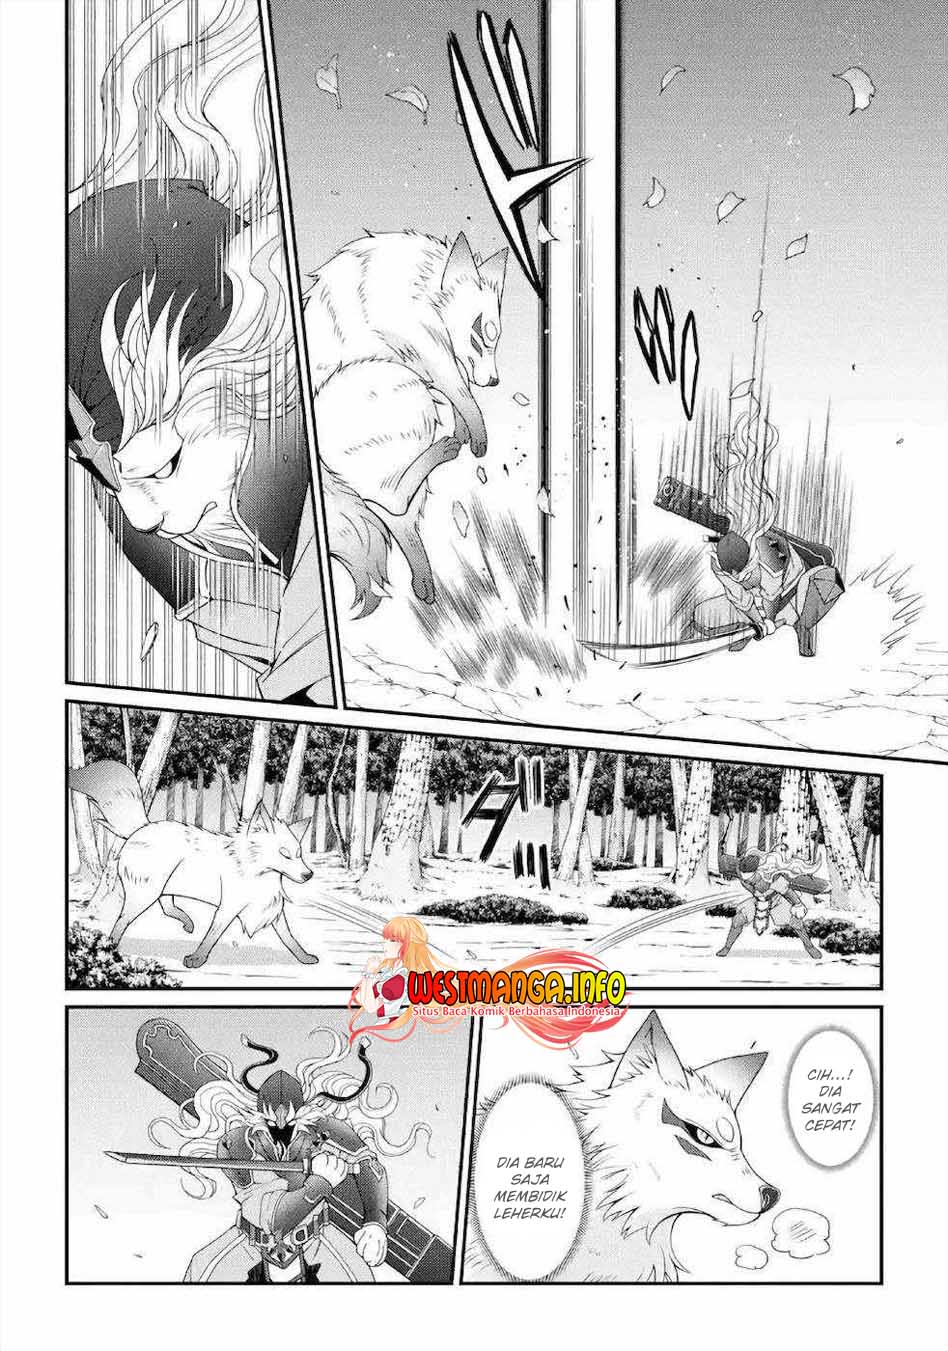 WESTMANGA.INFO
Situs Baca Komik Berbahasa Indonesia
CIH...!
DIA
SANGAT
CEPAT!
DIA BARU
SAJA
MEMBIDIK
LEHERKU!